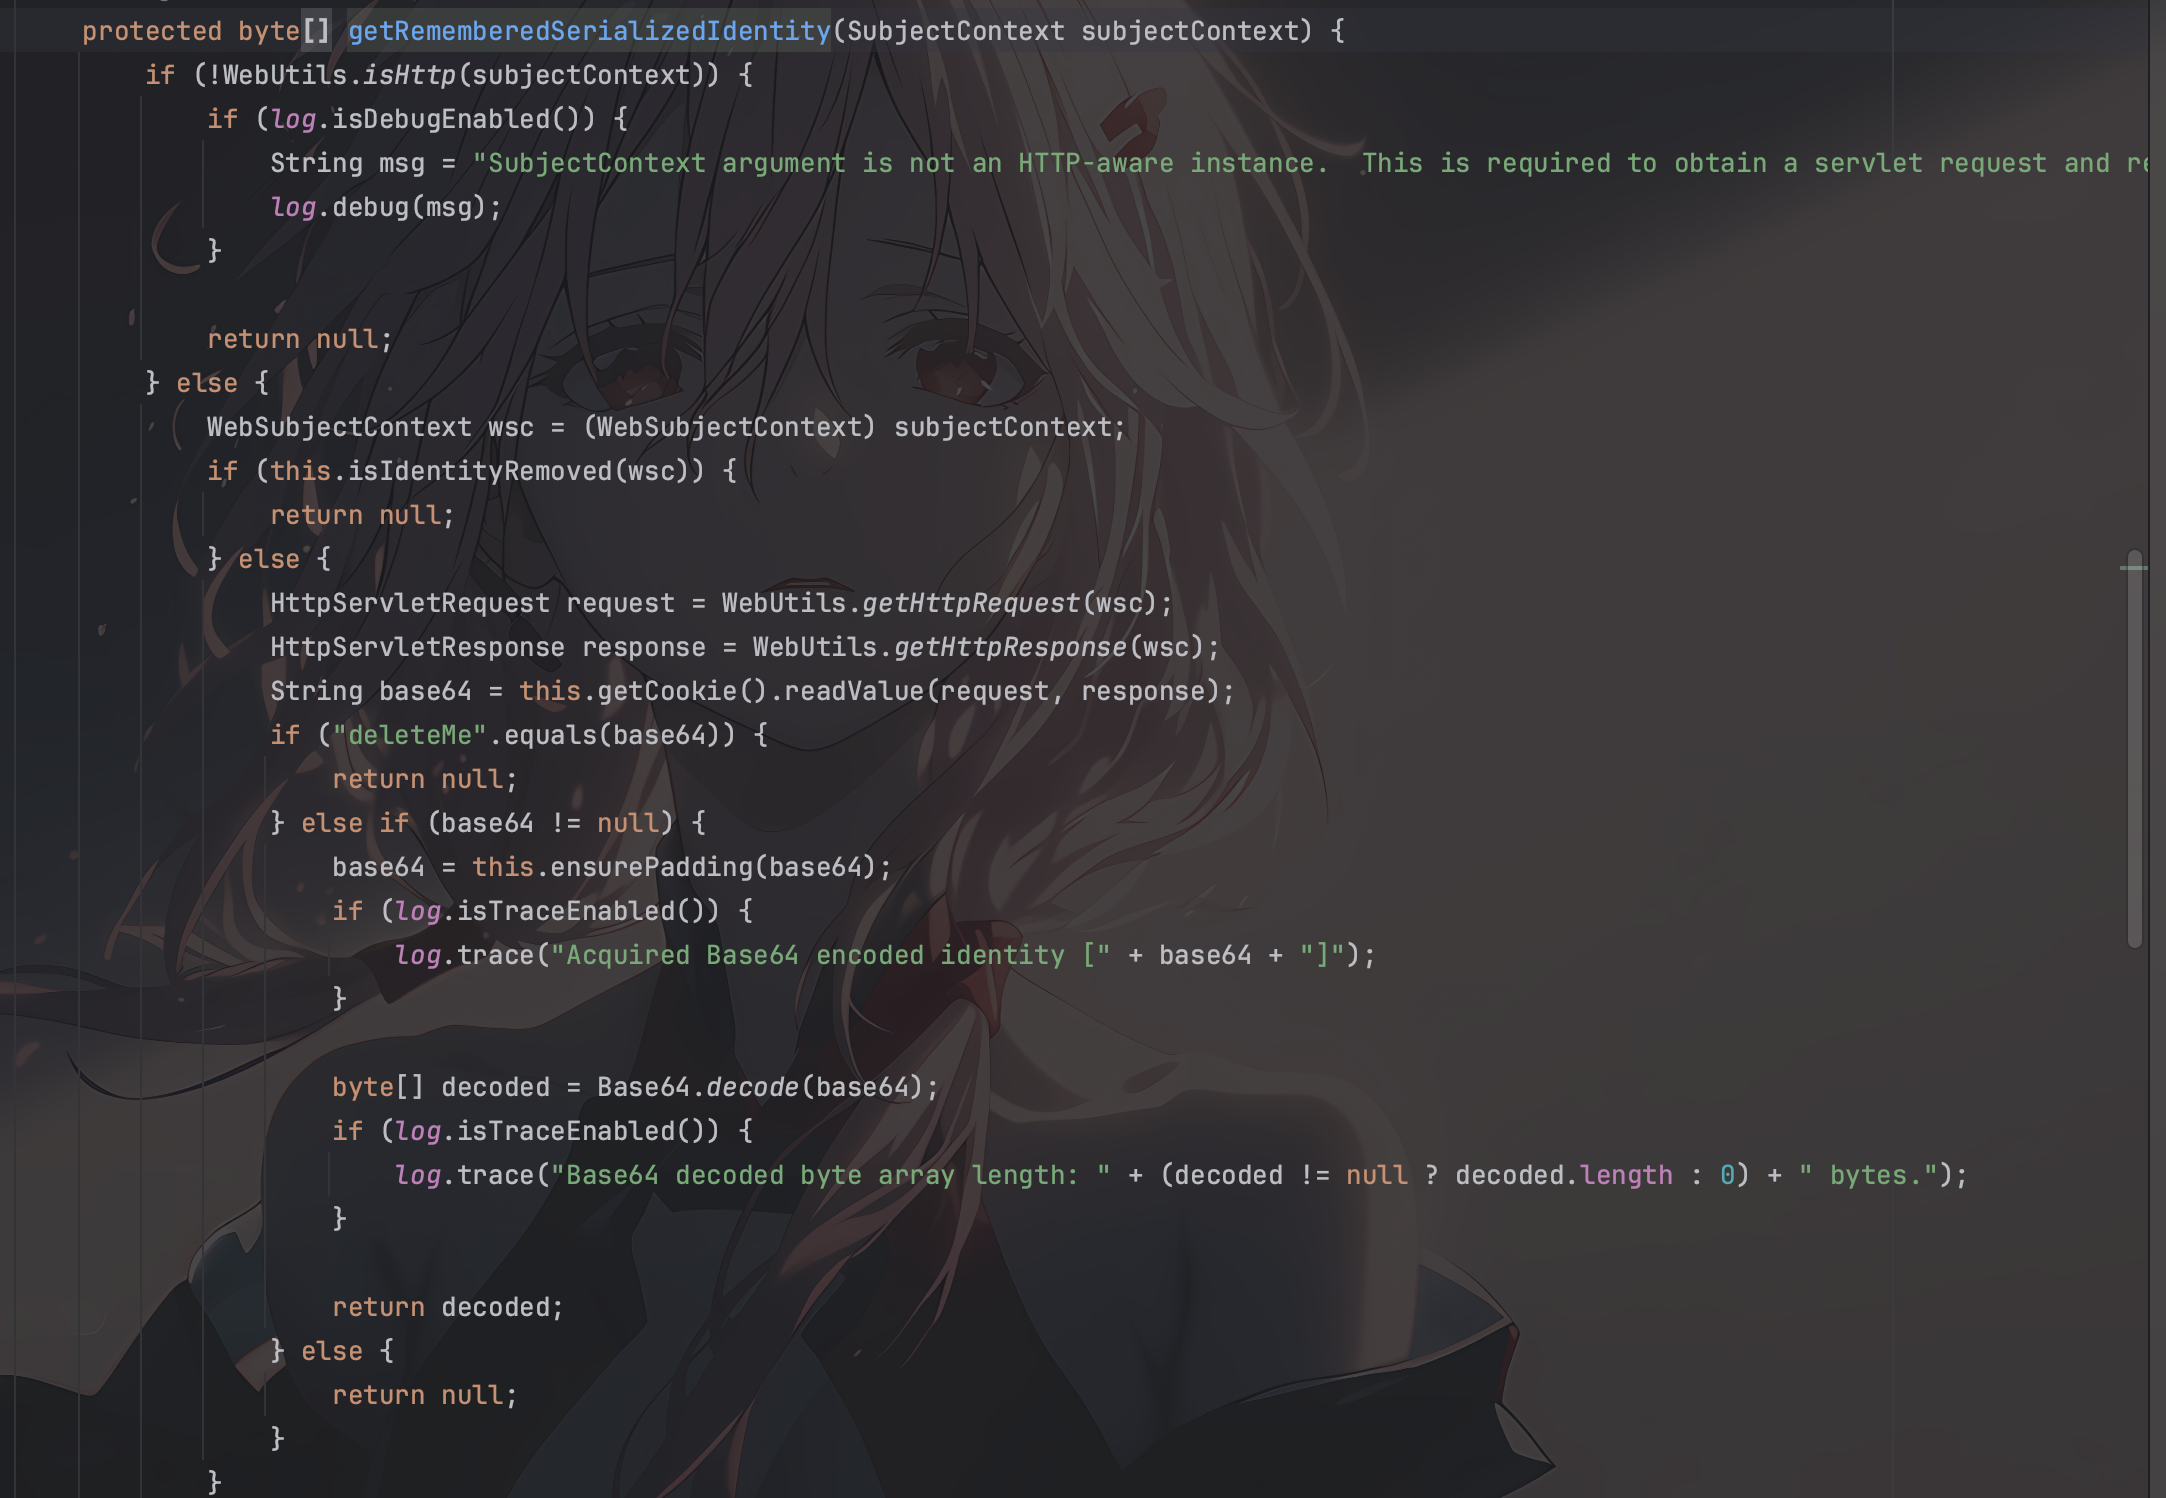 protected byte[] getRememberedSerializedIdentity(SubjectContext subjectContext) {
if (!WebUtils.isHttp(subjectContext)) {
if (log.isDebugEnabled()) {
String msg = "SubjectContext argument is not an HTTP-aware instance.  This is required to obtain a servlet request and
log.debug(msg);
}
return null;
} else {
WebSubjectContext wsc = (WebSubjectContext) subjectContext;
if (this.isIdentityRemoved(wsc)) {
return null;
} else {
HttpServletRequest request = WebUtils.getHttpRequest(wsc);
HttpServletResponse response = WebUtils.getHttpResponse(wsc);
String base64 = this.getCookie().readValue(request, response);
if ("deleteMe".equals(base64)) {
return null;
} else if (base64 != null) {
base64 = this.ensurePadding(base64);
if (log.isTraceEnabled()) {
log.trace("Acquired Base64 encoded identity [" + base64 + "]");
}
byte[] decoded = Base64.decode(base64);
if (log.isTraceEnabled()) {
log.trace("Base64 decoded byte array length: " + (decoded != null ? decoded.length : 0) + " bytes.");
}
return decoded;
} else {
return null;
}
}